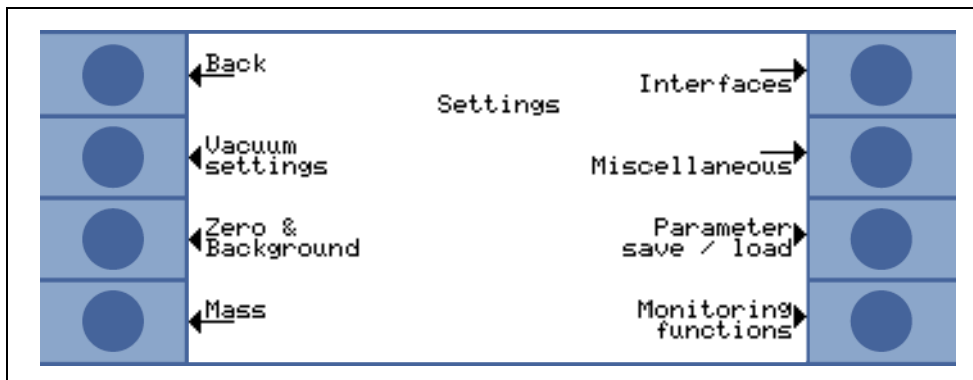 Back
Interfaces
Settings
Vacuum
settings
Miscellaneous
Zero &
Background
Parameter
save / load
Mass
Monitoring
functions